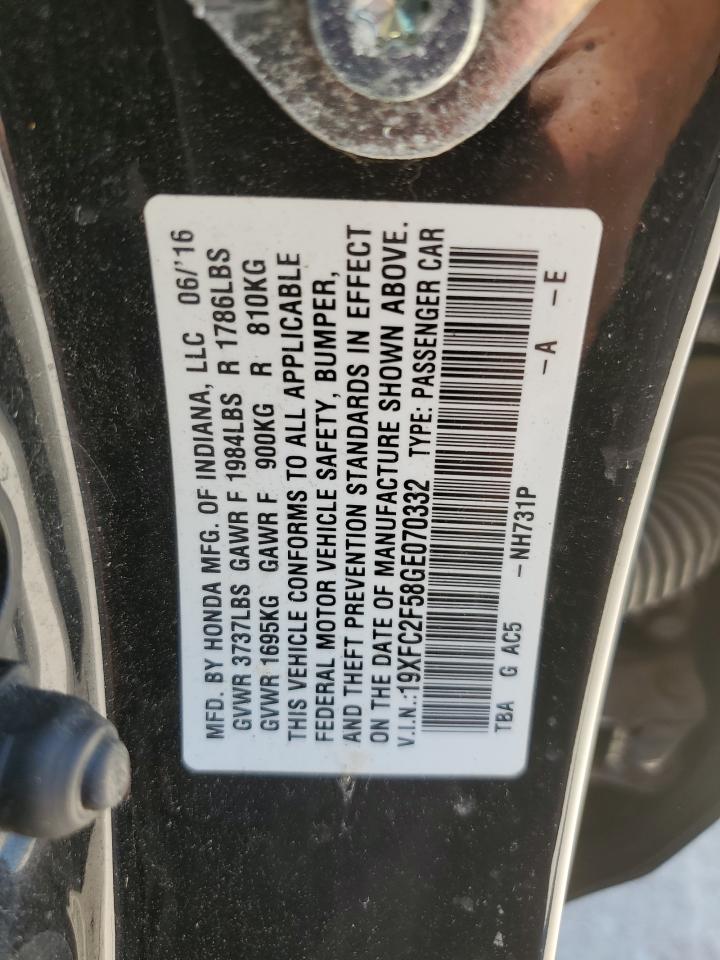 MFD. BY HONDA MFG. OF INDIANA, LLC 06/'16
GVWR 3737LBS GAWR F 1984LBS R 1786LBS
GVWR 1695KG GAWR F 900KG R 810KG
THIS VEHICLE CONFORMS TO ALL APPLICABLE
FEDERAL MOTOR VEHICLE SAFETY, BUMPER,
AND THEFT PREVENTION STANDARDS IN EFFECT
ON THE DATE OF MANUFACTURE SHOWN ABOVE.
V.I.N.:19XFC2F58GE070332 TYPE: PASSENGER CAR
TBA G AC5 -NH731P -A -E